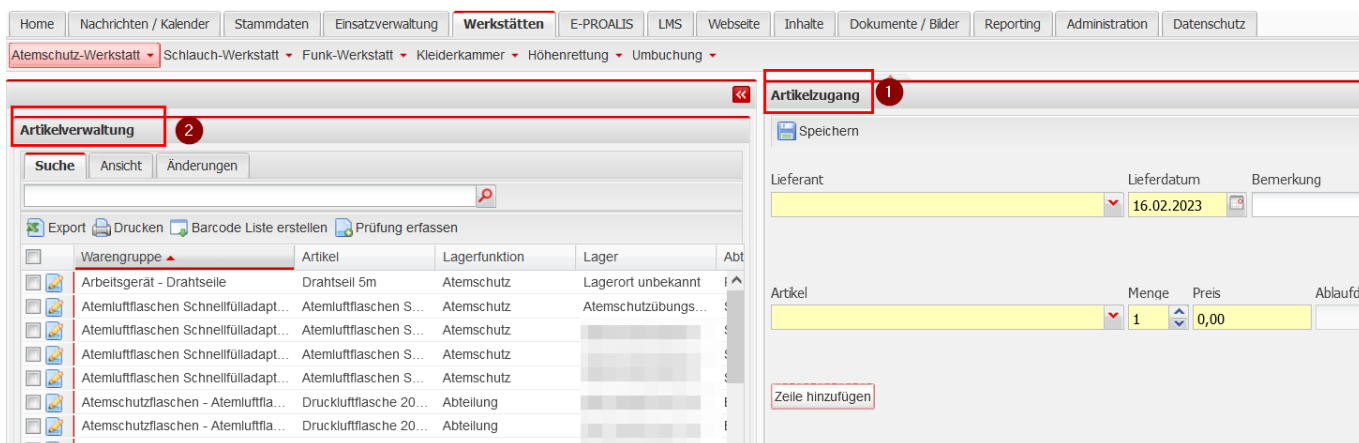 Home Nachrichten / Kalender Stammdaten Einsatzverwaltung Werkstätten E-PROALIS LMS Webseite Inhalte Dokumente / Bilder Reporting Administration Datenschutz
Atemschutz-Werkstatt Schlauch-Werkstatt Funk-Werkstatt Kleiderkammer Höhenrettung Umbuchung
Artikelverwaltung 2
Suche Ansicht Änderungen
Export Drucken Barcode Liste erstellen Prüfung erfassen
Warengruppe Artikel Lagerfunktion Lager Abt
Arbeitsgerät - Drahtseile Drahtseil 5m Atemschutz Lagerort unbekannt
Atemluftflaschen Schnellfülladapt... Atemluftflaschen S... Atemschutz Atemschutzübungs...
Atemluftflaschen Schnellfülladapt... Atemluftflaschen S... Atemschutz
Atemluftflaschen Schnellfülladapt... Atemluftflaschen S... Atemschutz
Atemluftflaschen Schnellfülladapt... Atemluftflaschen S... Atemschutz
Atemschutzflaschen - Atemluftfla... Druckluftflasche 20... Abteilung
Atemschutzflaschen - Atemluftfla... Druckluftflasche 20... Abteilung
Artikelzugang 1
Speichern
Lieferant Lieferdatum Bemerkung
16.02.2023
Artikel Menge Preis Ablaufd
1 0,00
Zeile hinzufügen